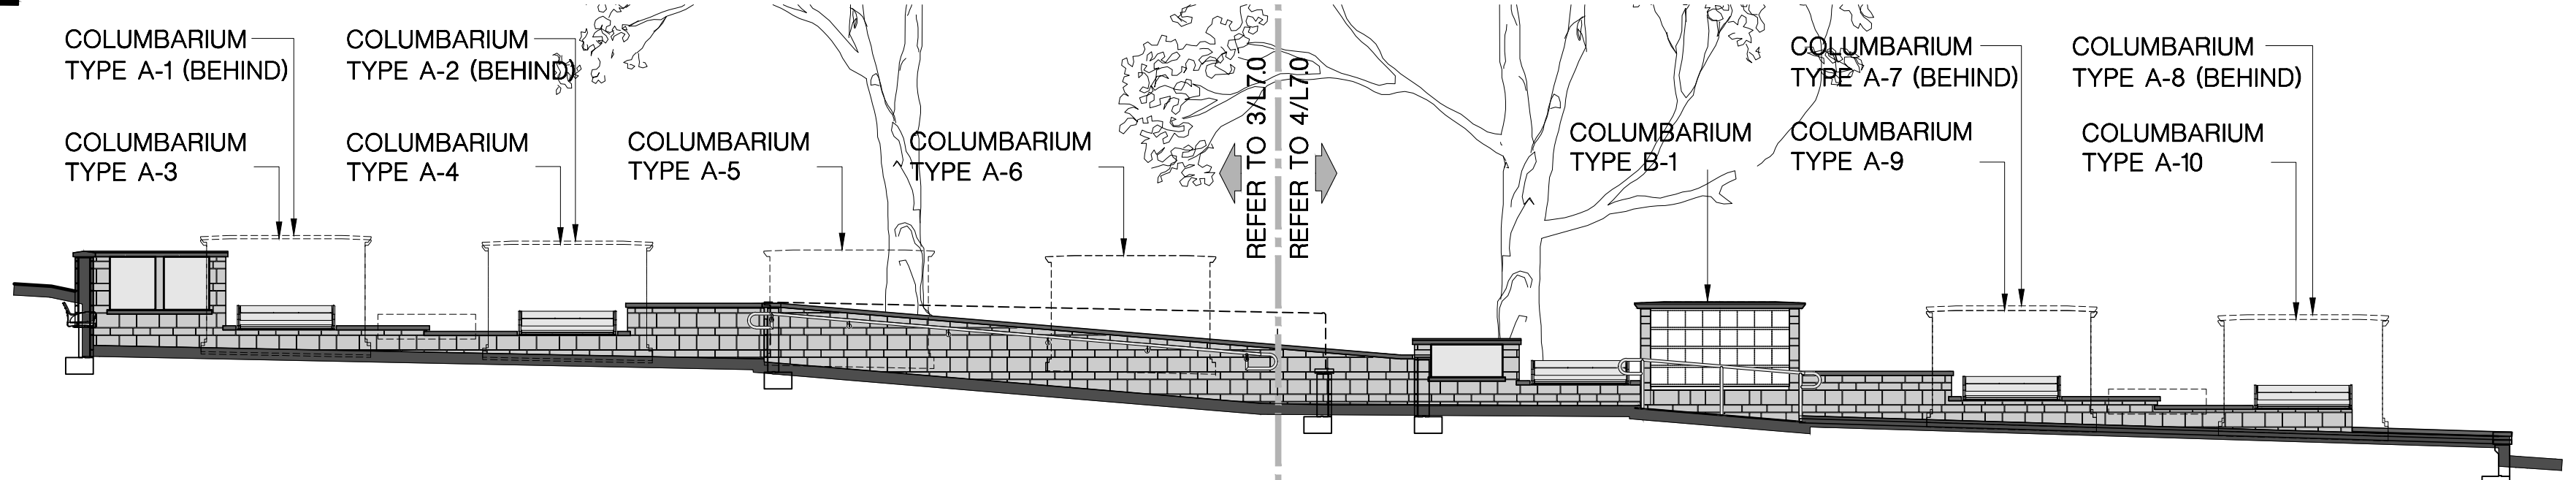 COLUMBARIUM
TYPE A-1 (BEHIND)
COLUMBARIUM
TYPE A-2 (BEHIND)
COLUMBARIUM
TYPE A-3
COLUMBARIUM
TYPE A-4
COLUMBARIUM
TYPE A-5
COLUMBARIUM
TYPE A-6
REFER TO 3/L7.0
REFER TO 4/L7.0
COLUMBARIUM
TYPE B-1
COLUMBARIUM
TYPE A-7 (BEHIND)
COLUMBARIUM
TYPE A-8 (BEHIND)
COLUMBARIUM
TYPE A-9
COLUMBARIUM
TYPE A-10